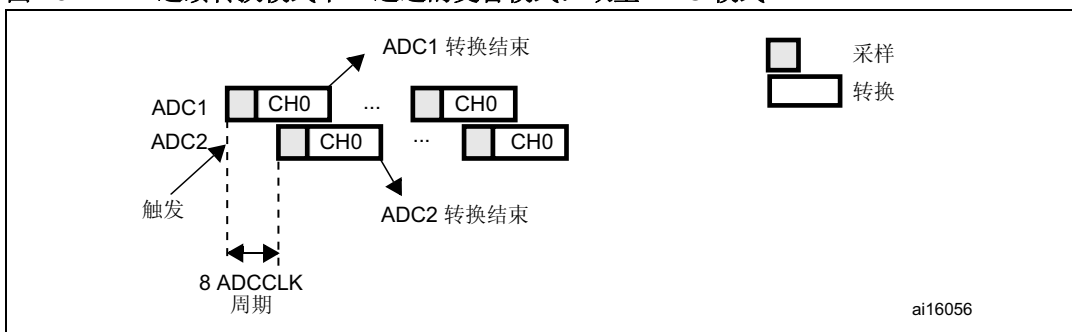 ADC1 转换结束
采样
转换
ADC1 CH0 ... CH0
ADC2 CH0 ... CH0
触发
ADC2 转换结束
8 ADCCLK
周期
ai16056